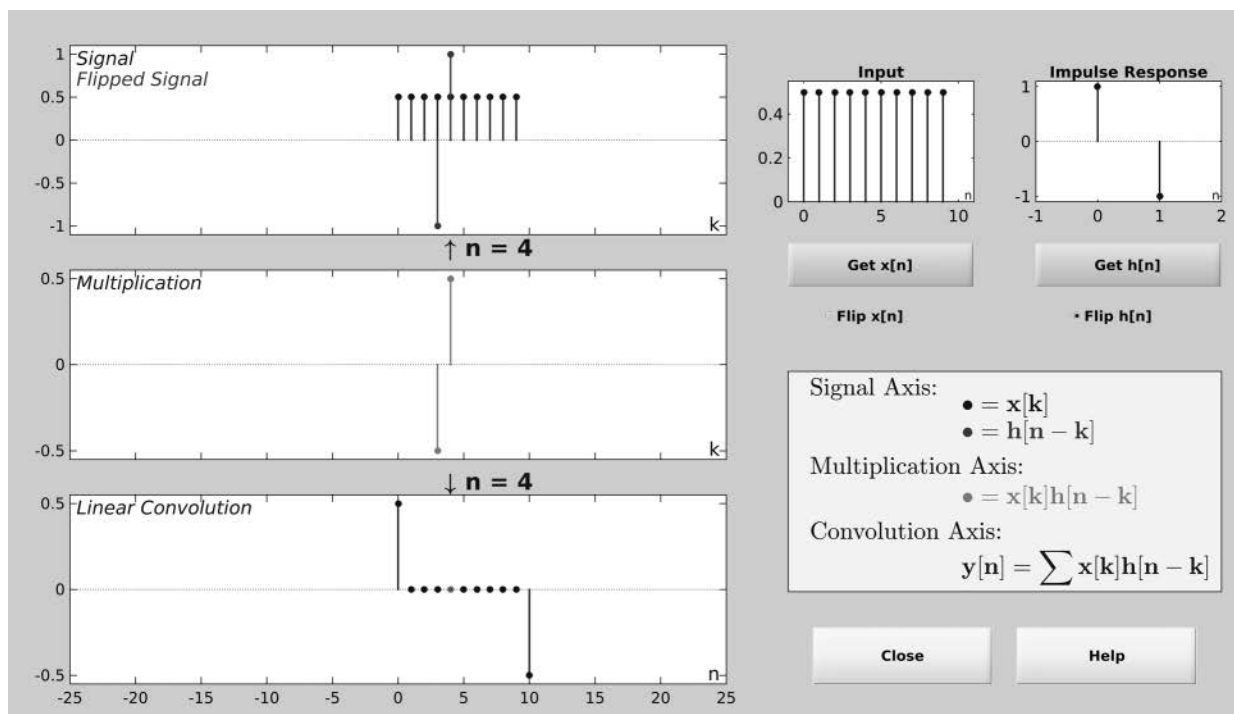 Signal
Flipped Signal
1
0.5
0
-0.5
-1
k
↑ n = 4
Multiplication
0.5
0
-0.5
k
↓ n = 4
Linear Convolution
0.5
0
-0.5
n
-25 -20 -15 -10 -5 0 5 10 15 20 25
Input
0.4
0.2
0
n
0 5 10
Impulse Response
1
0
-1
n
-1 0 1 2
Get x[n]
Get h[n]
Flip x[n]
Flip h[n]
Signal Axis:
● = x[k]
● = h[n − k]
Multiplication Axis:
● = x[k]h[n − k]
Convolution Axis:
y[n] = ∑ x[k]h[n − k]
Close
Help